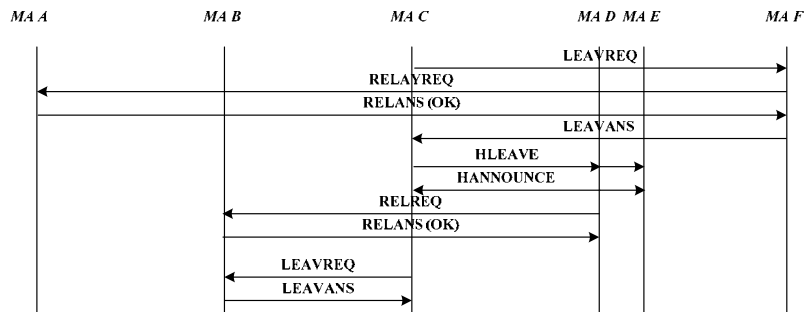 MA A MA B MA C MA D MA E MA F
LEAVREQ
RELAYREQ
RELANS (OK)
LEAVANS
HLEAVE
HANNOUNCE
RELREQ
RELANS (OK)
LEAVREQ
LEAVANS